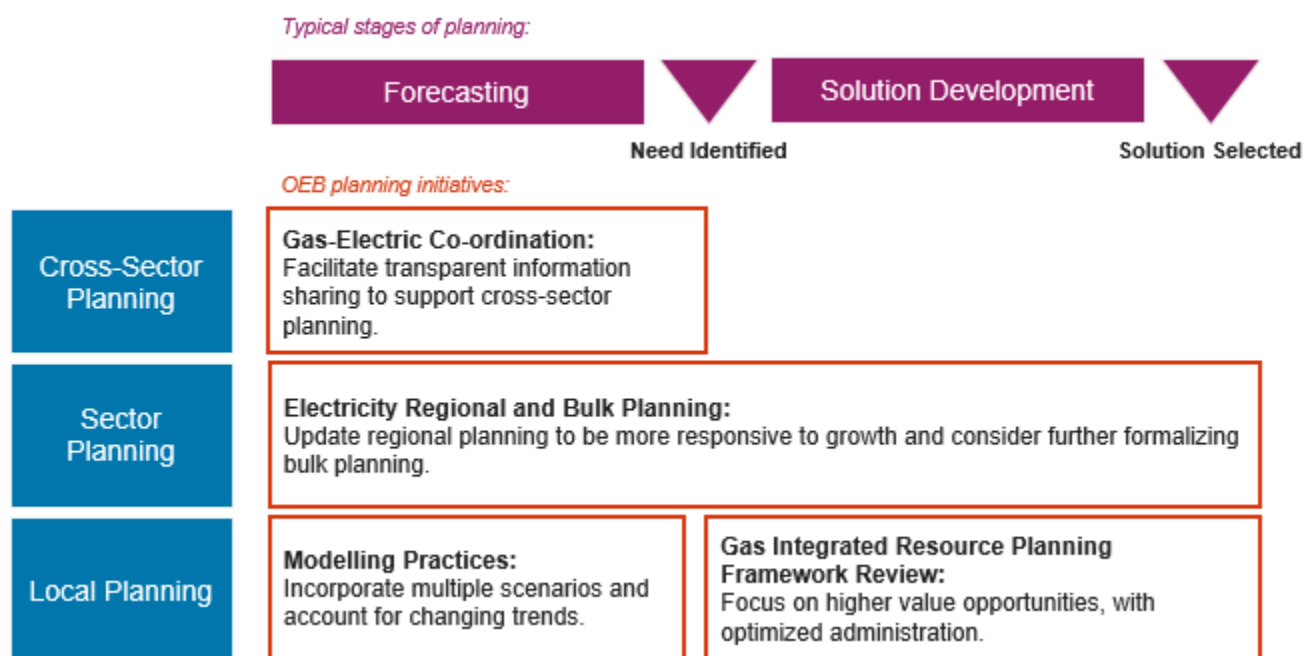 Typical stages of planning:
Forecasting
Solution Development
Need Identified
Solution Selected
OEB planning initiatives:
Cross-Sector
Planning
Gas-Electric Co-ordination:
Facilitate transparent information
sharing to support cross-sector
planning.
Sector
Planning
Electricity Regional and Bulk Planning:
Update regional planning to be more responsive to growth and consider further formalizing
bulk planning.
Local Planning
Modelling Practices:
Incorporate multiple scenarios and
account for changing trends.
Gas Integrated Resource Planning
Framework Review:
Focus on higher value opportunities, with
optimized administration.